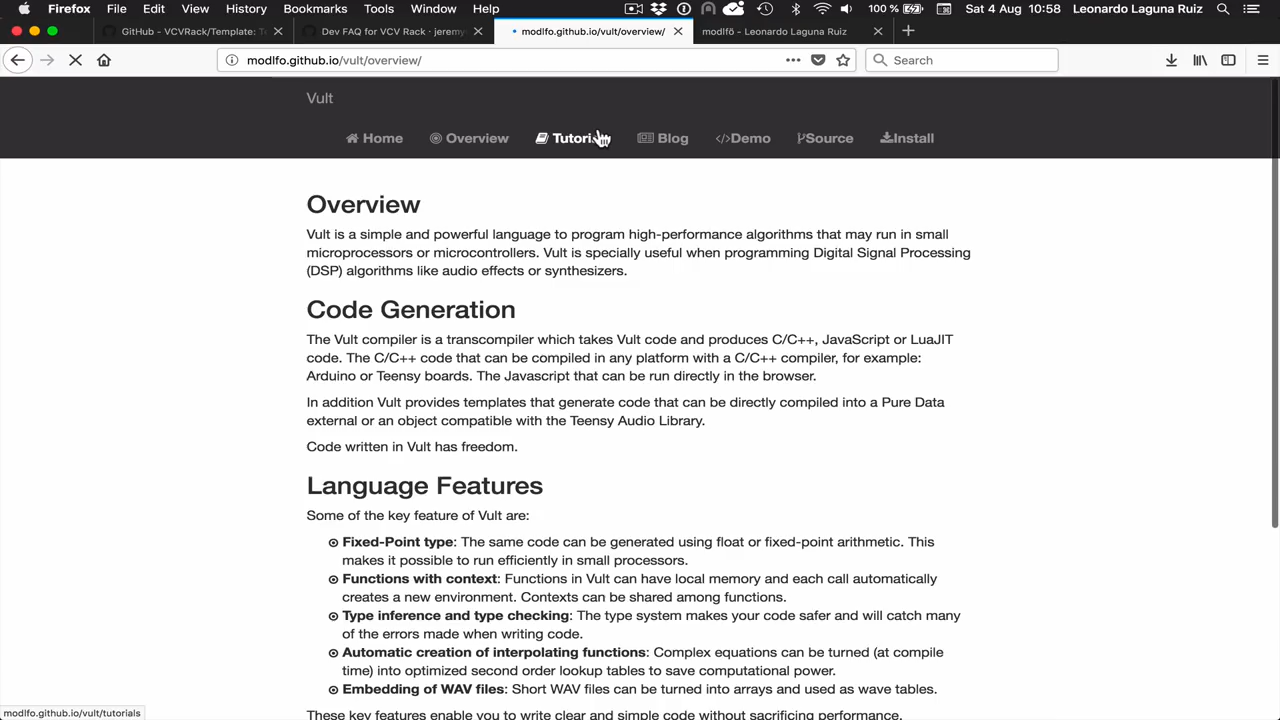 Firefox File Edit View History Bookmarks Tools Window Help 100 % Sat 4 Aug 10:58 Leonardo Laguna Ruiz
GitHub - VCVRack/Template: T
Dev FAQ for VCV Rack · jeremy
modlfo.github.io/vult/overview/
modlfö - Leonardo Laguna Ruiz
modlfo.github.io/vult/overview/
Search
Vult
Home Overview Blog Demo Source Install
Overview
Vult is a simple and powerful language to program high-performance algorithms that may run in small
microprocessors or microcontrollers. Vult is specially useful when programming Digital Signal Processing
(DSP) algorithms like audio effects or synthesizers.
Code Generation
The Vult compiler is a transcompiler which takes Vult code and produces C/C++, JavaScript or LuaJIT
code. The C/C++ code that can be compiled in any platform with a C/C++ compiler, for example:
Arduino or Teensy boards. The Javascript that can be run directly in the browser.
In addition Vult provides templates that generate code that can be directly compiled into a Pure Data
external or an object compatible with the Teensy Audio Library.
Code written in Vult has freedom.
Language Features
Some of the key feature of Vult are:
Fixed-Point type: The same code can be generated using float or fixed-point arithmetic. This
makes it possible to run efficiently in small processors.
Functions with context: Functions in Vult can have local memory and each call automatically
creates a new environment. Contexts can be shared among functions.
Type inference and type checking: The type system makes your code safer and will catch many
of the errors made when writing code.
Automatic creation of interpolating functions: Complex equations can be turned (at compile
time) into optimized second order lookup tables to save computational power.
Embedding of WAV files: Short WAV files can be turned into arrays and used as wave tables.
These key features enable you to write clear and simple code without sacrificing performance.
modlfo.github.io/vult/tutorials